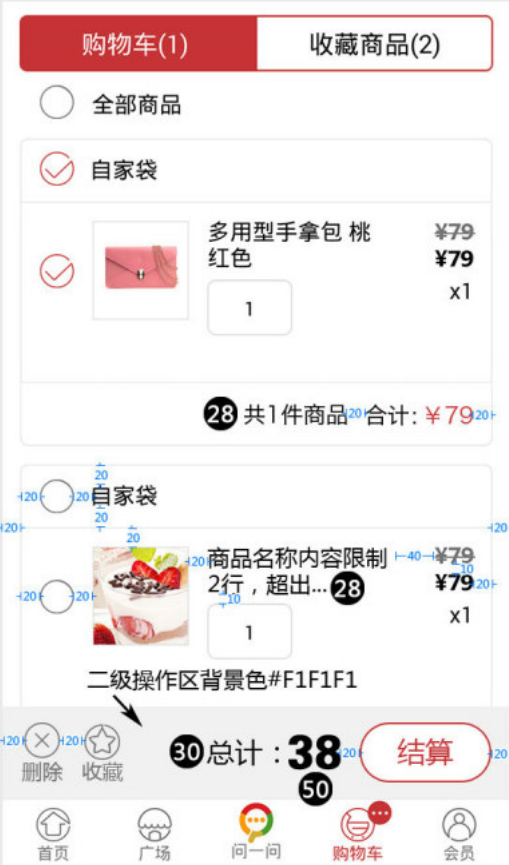 购物车(1)
收藏商品(2)
全部商品
自家袋
多用型手拿包 桃
红色
¥79
¥79
x1
1
28 共1件商品 20 合计:¥79 20
20
20 20 自家袋
20
20 20
20
20 商品名称内容限制 40 ¥79
2行，超出... 28 10 ¥79 20
20
10
x1
1
二级操作区背景色#F1F1F1
20 20
删除 收藏
30 总计 : 38 20 结算 20
50
首页 广场 问一问 购物车 会员